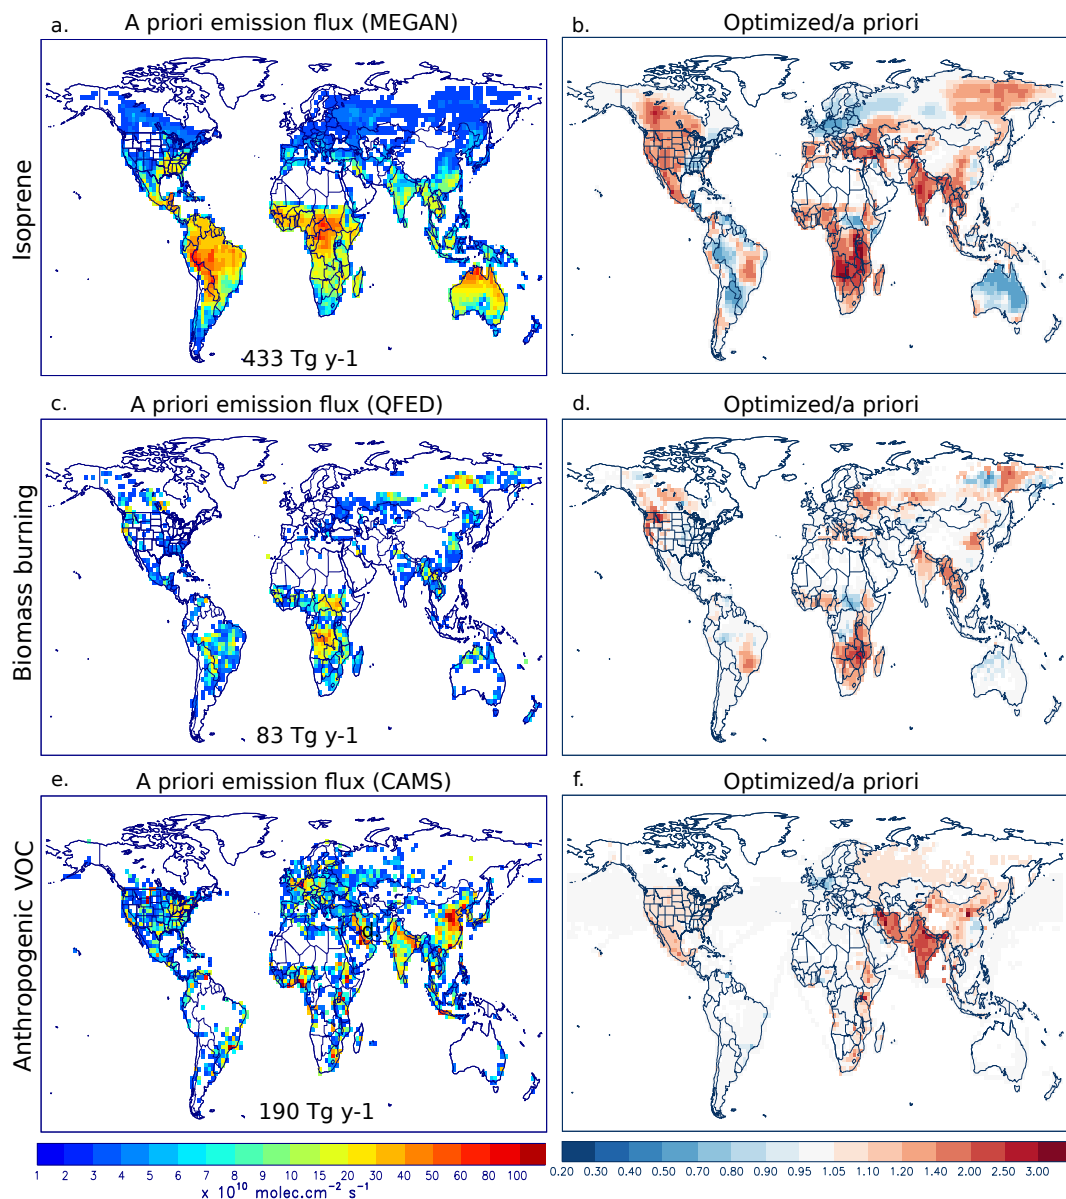 a.
A priori emission flux (MEGAN)
b.
Optimized/a priori
Isoprene
433 Tg y-1
c.
A priori emission flux (QFED)
d.
Optimized/a priori
Biomass burning
83 Tg y-1
e.
A priori emission flux (CAMS)
f.
Optimized/a priori
Anthropogenic VOC
190 Tg y-1
1 2 3 4 5 6 7 8 9 10 15 20 30 40 50 60 80 100
x 10¹⁰ molec.cm⁻² s⁻¹
0.20 0.30 0.40 0.50 0.80 0.90 0.95 1.05 1.10 1.20 1.40 2.00 2.50 3.00